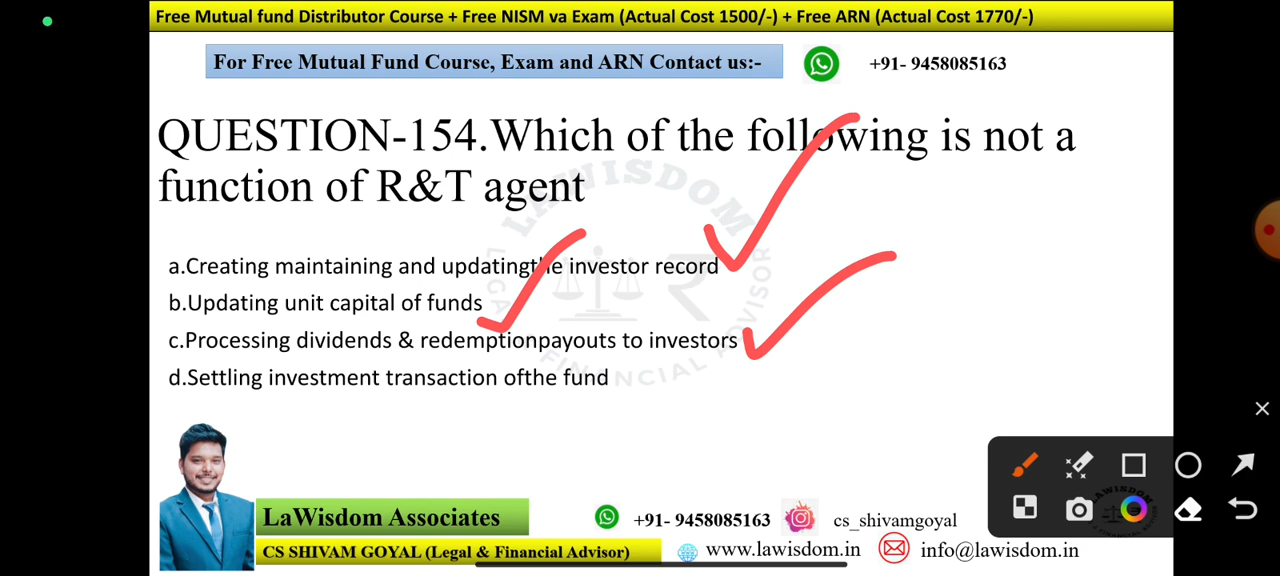 Free Mutual fund Distributor Course + Free NISM va Exam (Actual Cost 1500/-) + Free ARN (Actual Cost 1770/-)
For Free Mutual Fund Course, Exam and ARN Contact us:-
+91- 9458085163
QUESTION-154.Which of the following is not a
function of R&T agent
a.Creating maintaining and updatingthe investor record
b.Updating unit capital of funds
c.Processing dividends & redemptionpayouts to investors
d.Settling investment transaction ofthe fund
LAWISDOM
LEGAL & FINANCIAL ADVISOR
LaWisdom Associates
+91- 9458085163
cs_shivamgoyal
CS SHIVAM GOYAL (Legal & Financial Advisor)
www.lawisdom.in
info@lawisdom.in